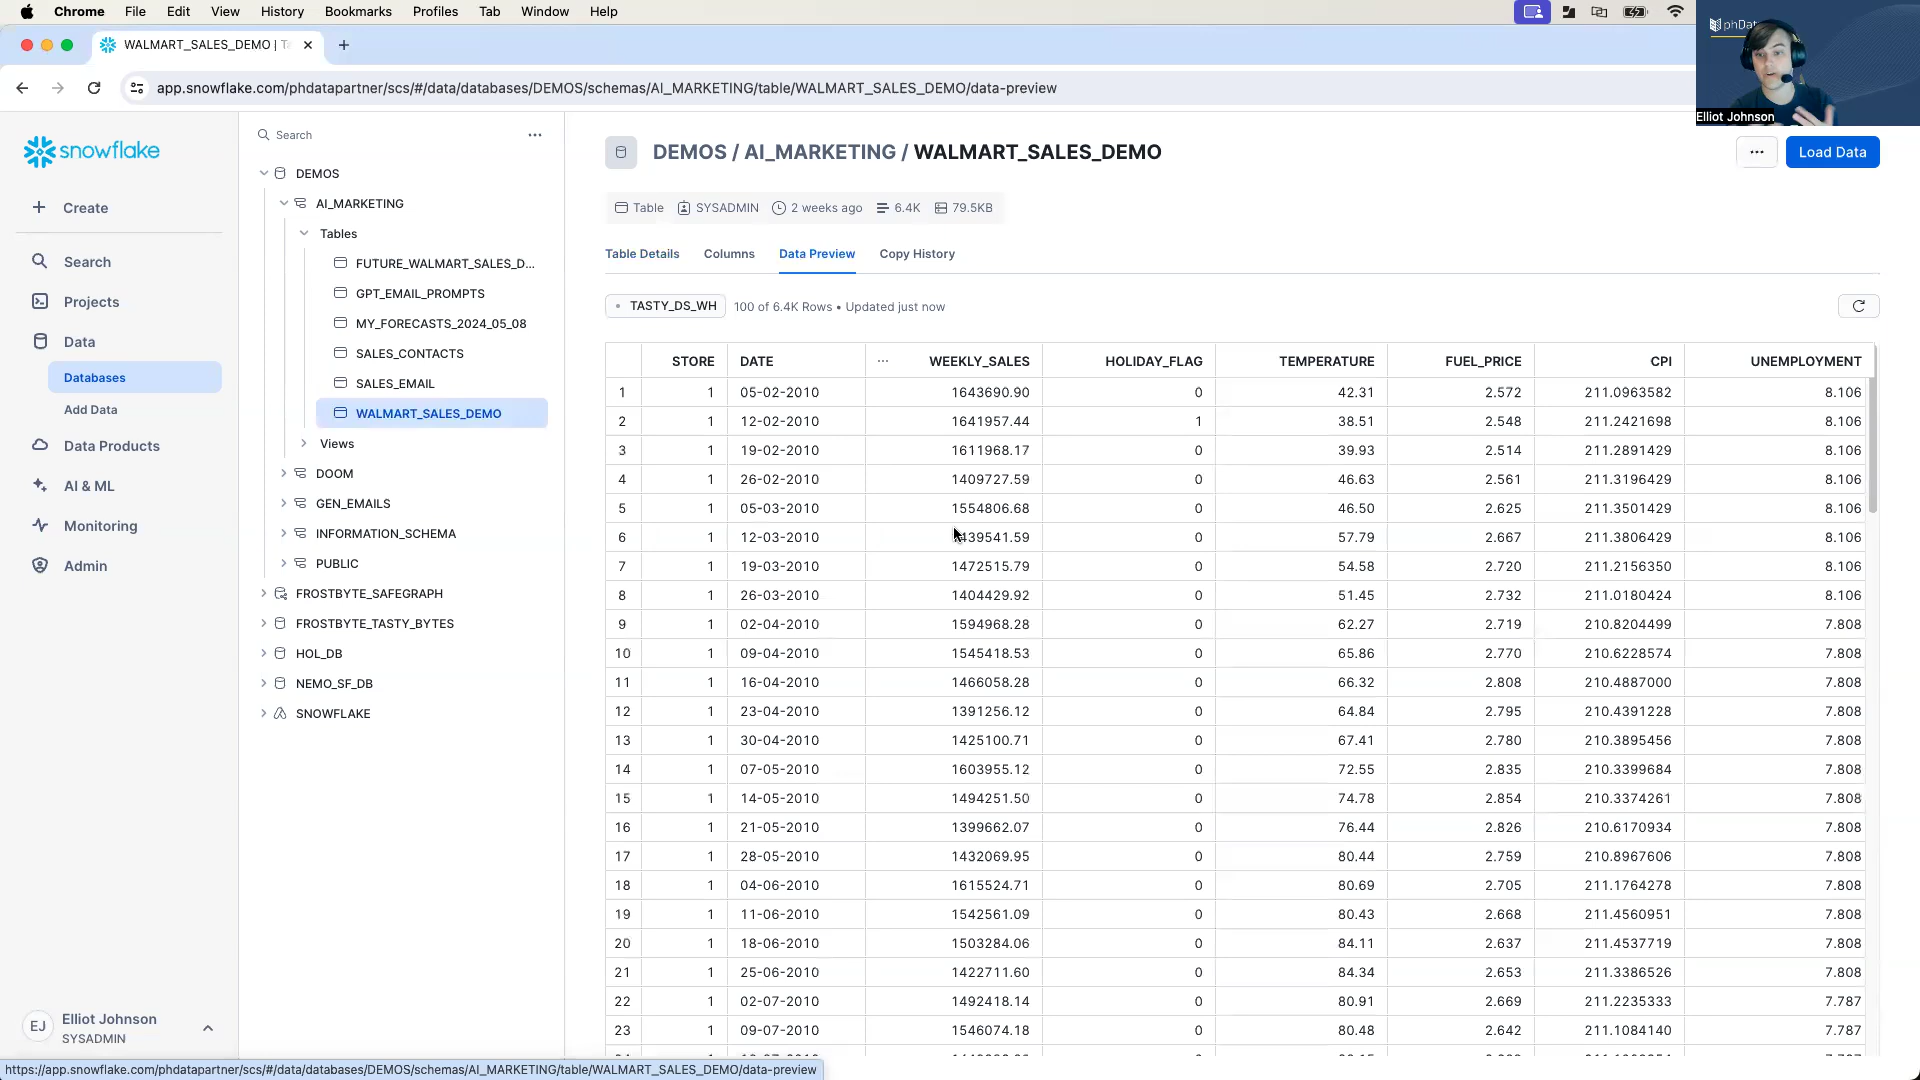 Chrome File Edit View History Bookmarks Profiles Tab Window Help
WALMART_SALES_DEMO | T
app.snowflake.com/phdatapartner/scs/#/data/databases/DEMOS/schemas/AI_MARKETING/table/WALMART_SALES_DEMO/data-preview
phDat
Elliot Johnson
snowflake
Create
Search
Projects
Data
Databases
Add Data
Data Products
AI & ML
Monitoring
Admin
EJ Elliot Johnson
SYSADMIN
Search ...
DEMOS
AI_MARKETING
Tables
FUTURE_WALMART_SALES_D...
GPT_EMAIL_PROMPTS
MY_FORECASTS_2024_05_08
SALES_CONTACTS
SALES_EMAIL
WALMART_SALES_DEMO
Views
DOOM
GEN_EMAILS
INFORMATION_SCHEMA
PUBLIC
FROSTBYTE_SAFEGRAPH
FROSTBYTE_TASTY_BYTES
HOL_DB
NEMO_SF_DB
SNOWFLAKE
DEMOS / AI_MARKETING / WALMART_SALES_DEMO
... Load Data
Table SYSADMIN 2 weeks ago 6.4K 79.5KB
Table Details Columns Data Preview Copy History
TASTY_DS_WH 100 of 6.4K Rows • Updated just now
STORE DATE ... WEEKLY_SALES HOLIDAY_FLAG TEMPERATURE FUEL_PRICE CPI UNEMPLOYMENT
1 1 05-02-2010 1643690.90 0 42.31 2.572 211.0963582 8.106
2 1 12-02-2010 1641957.44 1 38.51 2.548 211.2421698 8.106
3 1 19-02-2010 1611968.17 0 39.93 2.514 211.2891429 8.106
4 1 26-02-2010 1409727.59 0 46.63 2.561 211.3196429 8.106
5 1 05-03-2010 1554806.68 0 46.50 2.625 211.3501429 8.106
6 1 12-03-2010 1439541.59 0 57.79 2.667 211.3806429 8.106
7 1 19-03-2010 1472515.79 0 54.58 2.720 211.2156350 8.106
8 1 26-03-2010 1404429.92 0 51.45 2.732 211.0180424 8.106
9 1 02-04-2010 1594968.28 0 62.27 2.719 210.8204499 7.808
10 1 09-04-2010 1545418.53 0 65.86 2.770 210.6228574 7.808
11 1 16-04-2010 1466058.28 0 66.32 2.808 210.4887000 7.808
12 1 23-04-2010 1391256.12 0 64.84 2.795 210.4391228 7.808
13 1 30-04-2010 1425100.71 0 67.41 2.780 210.3895456 7.808
14 1 07-05-2010 1603955.12 0 72.55 2.835 210.3399684 7.808
15 1 14-05-2010 1494251.50 0 74.78 2.854 210.3374261 7.808
16 1 21-05-2010 1399662.07 0 76.44 2.826 210.6170934 7.808
17 1 28-05-2010 1432069.95 0 80.44 2.759 210.8967606 7.808
18 1 04-06-2010 1615524.71 0 80.69 2.705 211.1764278 7.808
19 1 11-06-2010 1542561.09 0 80.43 2.668 211.4560951 7.808
20 1 18-06-2010 1503284.06 0 84.11 2.637 211.4537719 7.808
21 1 25-06-2010 1422711.60 0 84.34 2.653 211.3386526 7.808
22 1 02-07-2010 1492418.14 0 80.91 2.669 211.2235333 7.787
23 1 09-07-2010 1546074.18 0 80.48 2.642 211.1084140 7.787
https://app.snowflake.com/phdatapartner/scs/#/data/databases/DEMOS/schemas/AI_MARKETING/table/WALMART_SALES_DEMO/data-preview